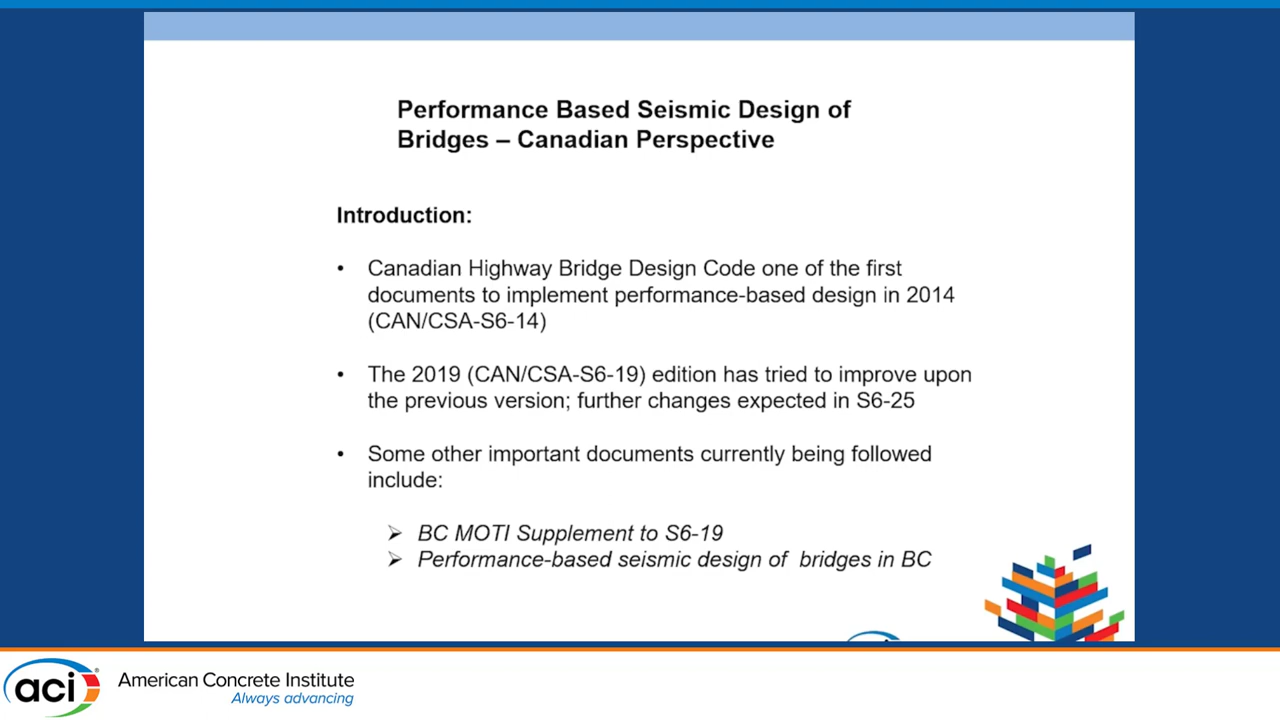 Performance Based Seismic Design of
Bridges – Canadian Perspective
Introduction:
• Canadian Highway Bridge Design Code one of the first
documents to implement performance-based design in 2014
(CAN/CSA-S6-14)
• The 2019 (CAN/CSA-S6-19) edition has tried to improve upon
the previous version; further changes expected in S6-25
• Some other important documents currently being followed
include:
➢ BC MOTI Supplement to S6-19
➢ Performance-based seismic design of bridges in BC
aci®
American Concrete Institute
Always advancing